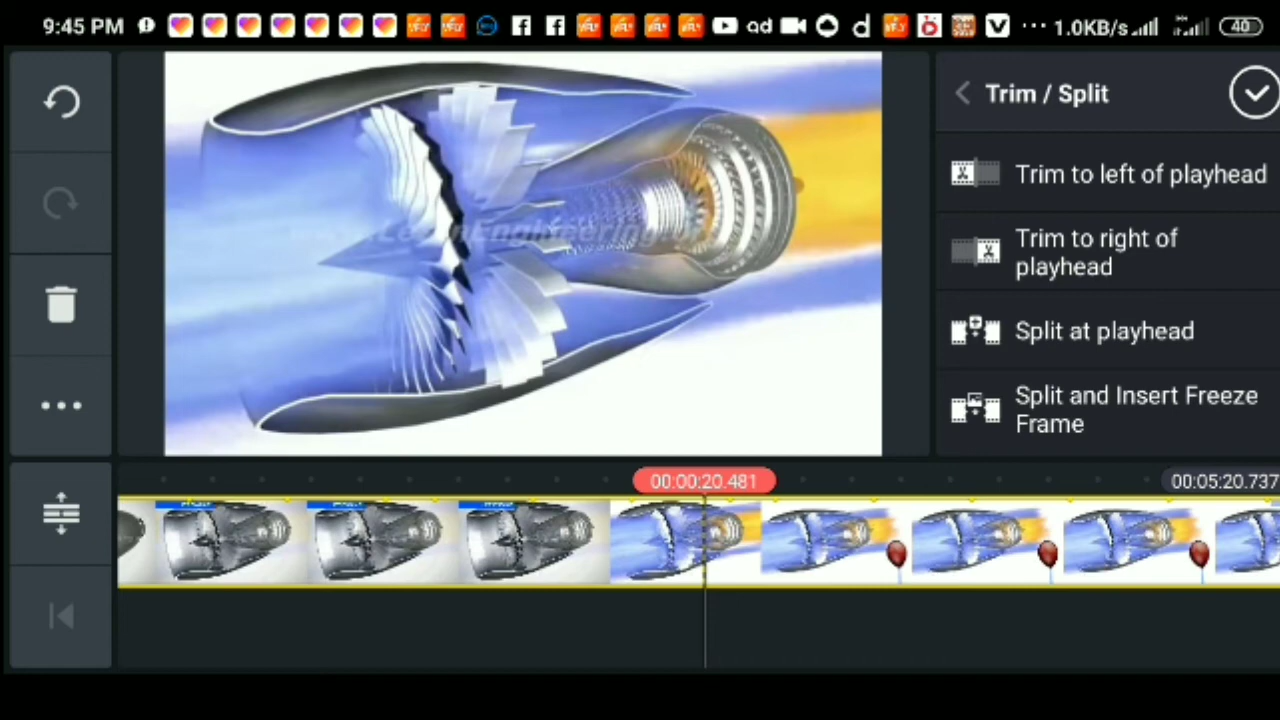 9:45 PM
1.0KB/s
40
Trim / Split
Trim to left of playhead
Trim to right of
playhead
Split at playhead
Split and Insert Freeze
Frame
LearnEngineering
00:00:20.481
00:05:20.737